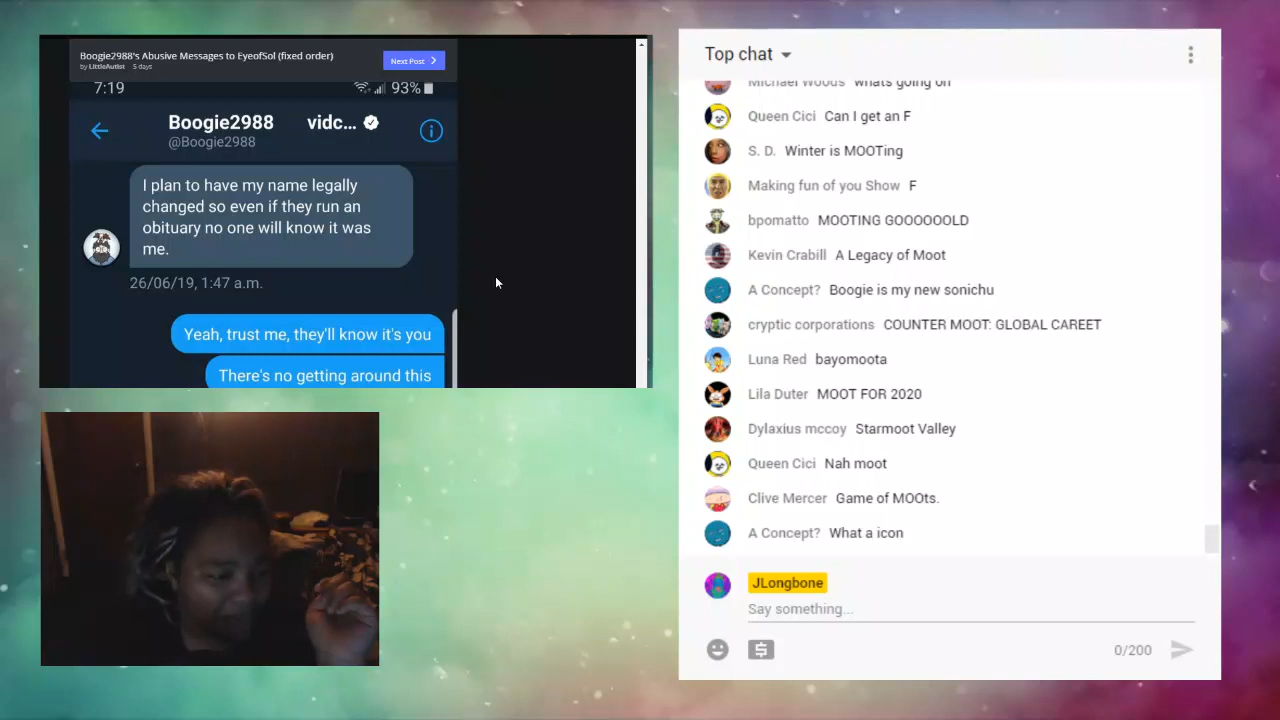 Boogie2988's Abusive Messages to EyeofSol (fixed order)
by LittleAutist 5 days
Next Post
7:19
93%
Boogie2988 vidc...
@Boogie2988
I plan to have my name legally
changed so even if they run an
obituary no one will know it was
me.
26/06/19, 1:47 a.m.
Yeah, trust me, they'll know it's you
There's no getting around this
Top chat
Michael Woods whats going on
Queen Cici Can I get an F
S. D. Winter is MOOTing
Making fun of you Show F
bpomatto MOOTING GOOOOOOLD
Kevin Crabill A Legacy of Moot
A Concept? Boogie is my new sonichu
cryptic corporations COUNTER MOOT: GLOBAL CAREET
Luna Red bayomoota
Lila Duter MOOT FOR 2020
Dylaxius mccoy Starmoot Valley
Queen Cici Nah moot
Clive Mercer Game of MOOts.
A Concept? What a icon
JLongbone
Say something...
0/200